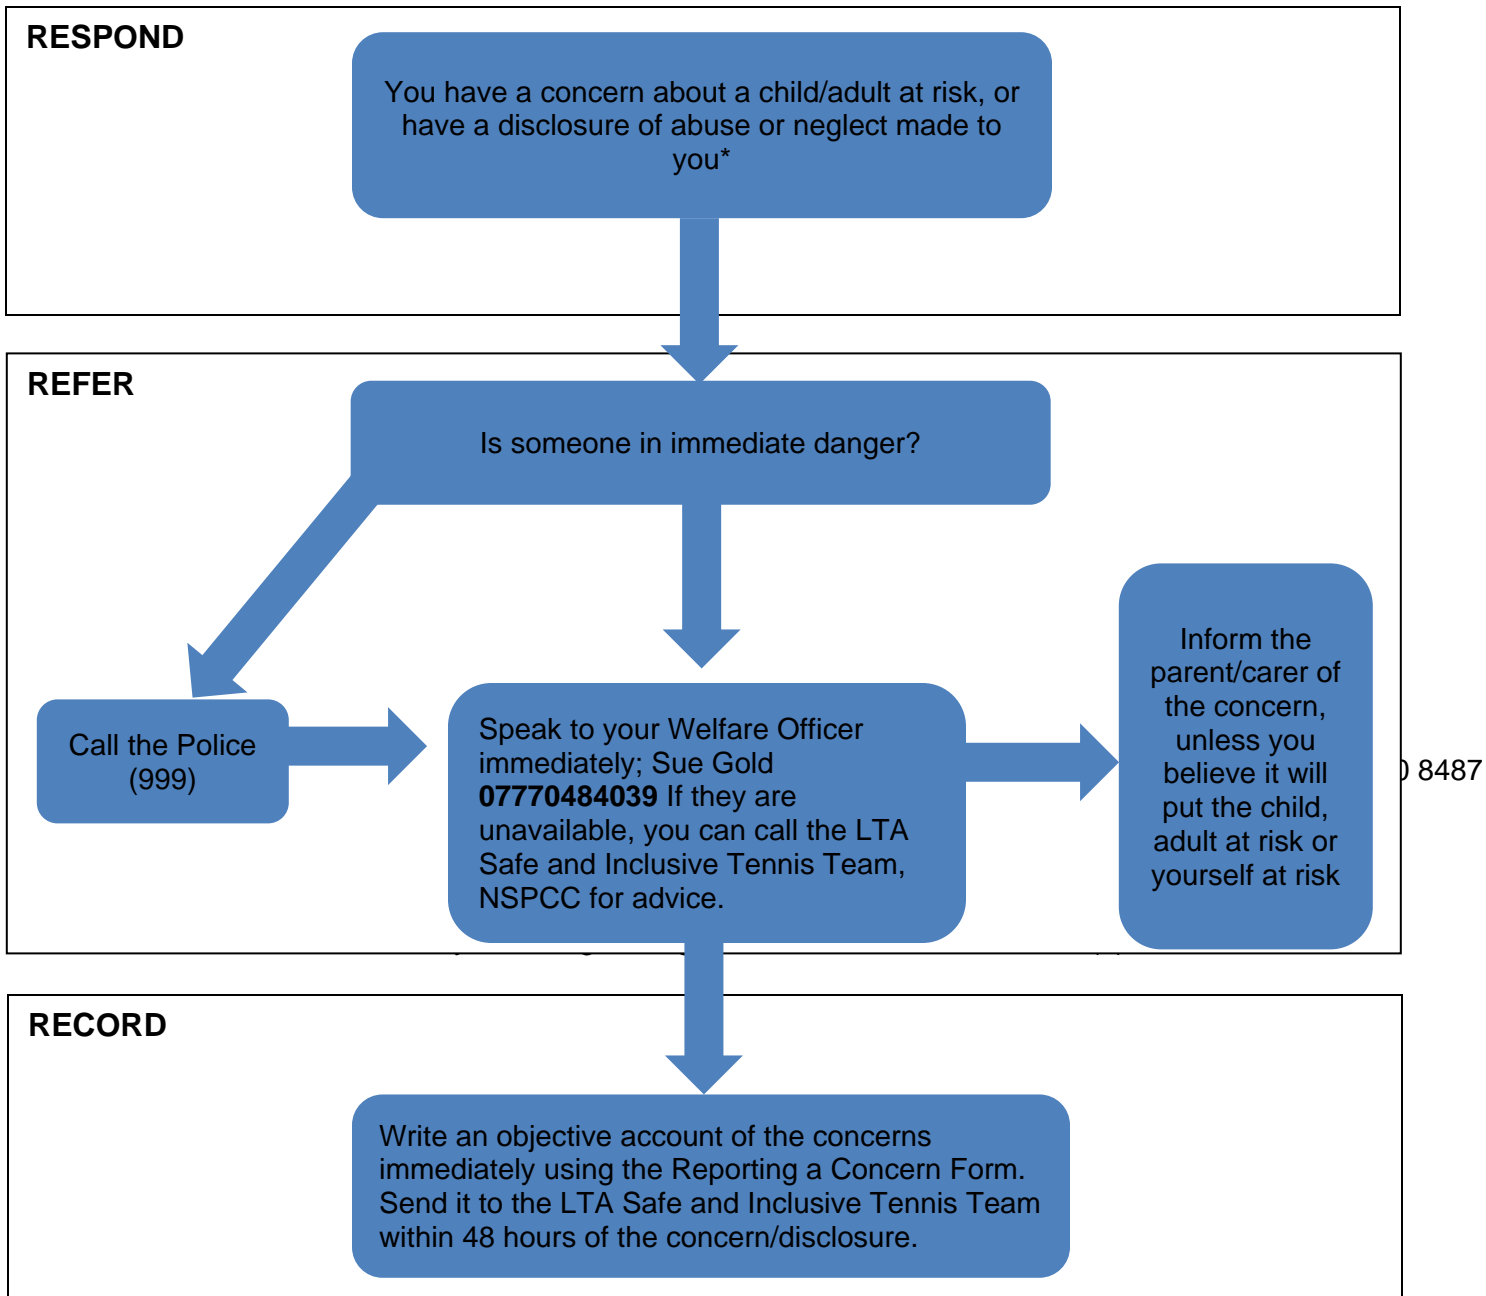 RESPOND
You have a concern about a child/adult at risk, or
have a disclosure of abuse or neglect made to
you*
REFER
Is someone in immediate danger?
Call the Police
(999)
Speak to your Welfare Officer
immediately; Sue Gold
07770484039 If they are
unavailable, you can call the LTA
Safe and Inclusive Tennis Team,
NSPCC for advice.
Inform the
parent/carer of
the concern,
unless you
believe it will
put the child,
adult at risk or
yourself at risk
8487
RECORD
Write an objective account of the concerns
immediately using the Reporting a Concern Form.
Send it to the LTA Safe and Inclusive Tennis Team
within 48 hours of the concern/disclosure.